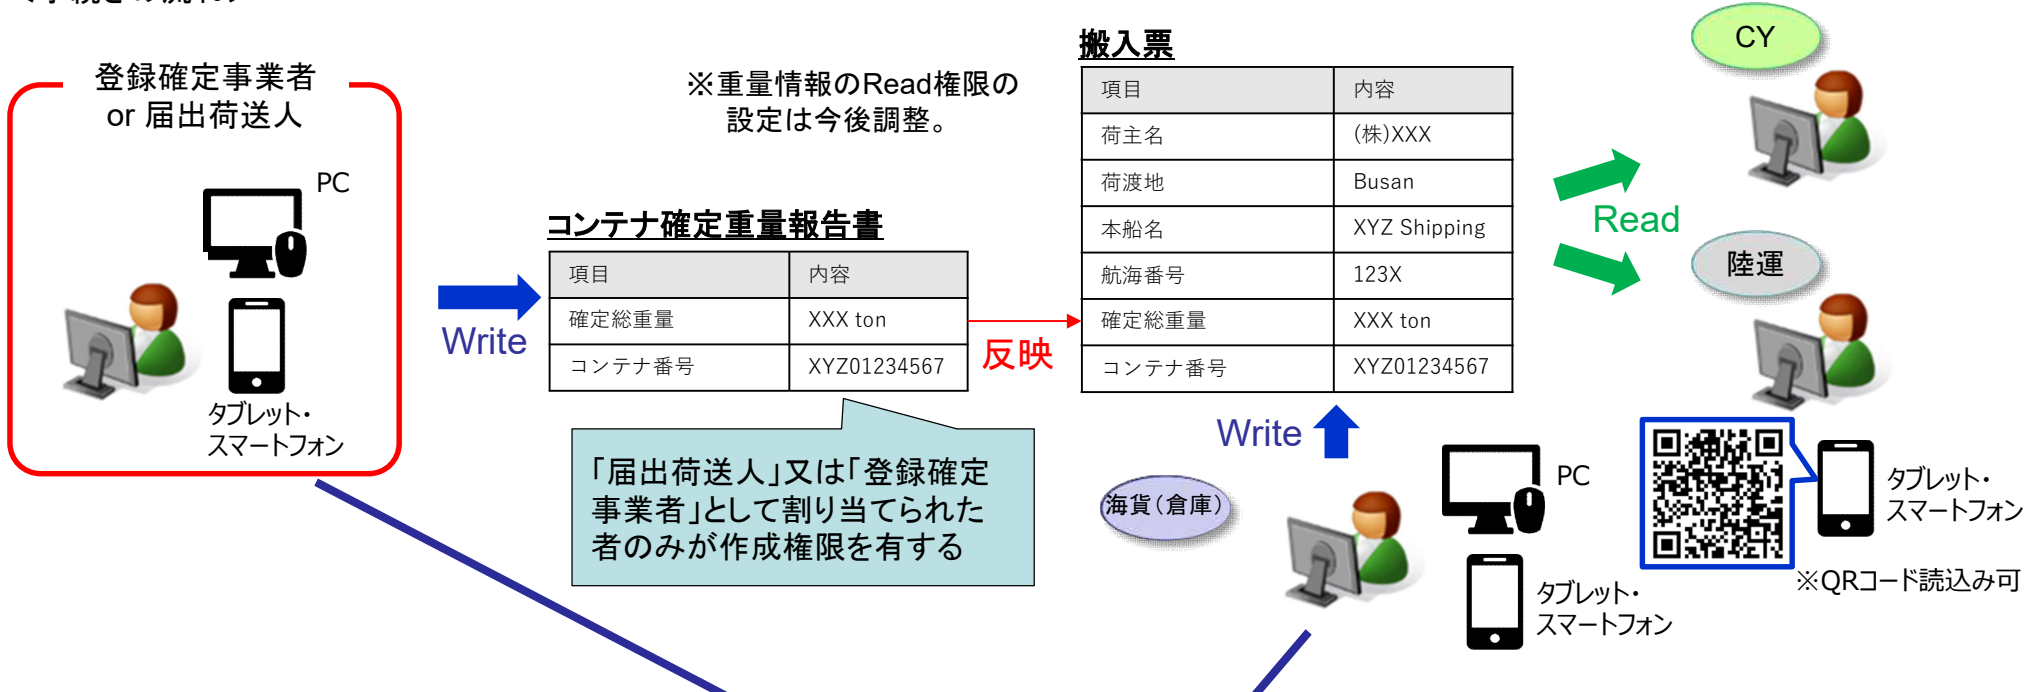 登録確定事業者
or 届出荷送人
PC
タブレット・
スマートフォン
Write
※重量情報のRead権限の
設定は今後調整。
コンテナ確定重量報告書
項目 内容
確定総重量 XXX ton
コンテナ番号 XYZ01234567
反映
「届出荷送人」又は「登録確定
事業者」として割り当てられた
者のみが作成権限を有する
搬入票
項目 内容
荷主名 (株)XXX
荷渡地 Busan
本船名 XYZ Shipping
航海番号 123X
確定総重量 XXX ton
コンテナ番号 XYZ01234567
Write
海貨(倉庫)
PC
タブレット・
スマートフォン
Read
CY
陸運
タブレット・
スマートフォン
※QRコード読込み可